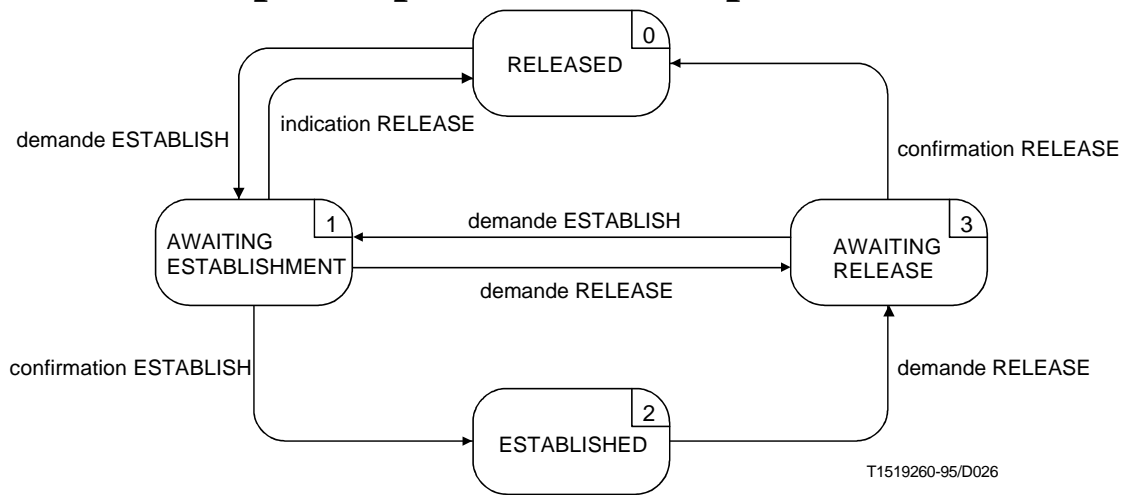 0
RELEASED
indication RELEASE
demande ESTABLISH
confirmation RELEASE
1
AWAITING
ESTABLISHMENT
demande ESTABLISH
3
AWAITING
RELEASE
demande RELEASE
confirmation ESTABLISH
demande RELEASE
2
ESTABLISHED
T1519260-95/D026